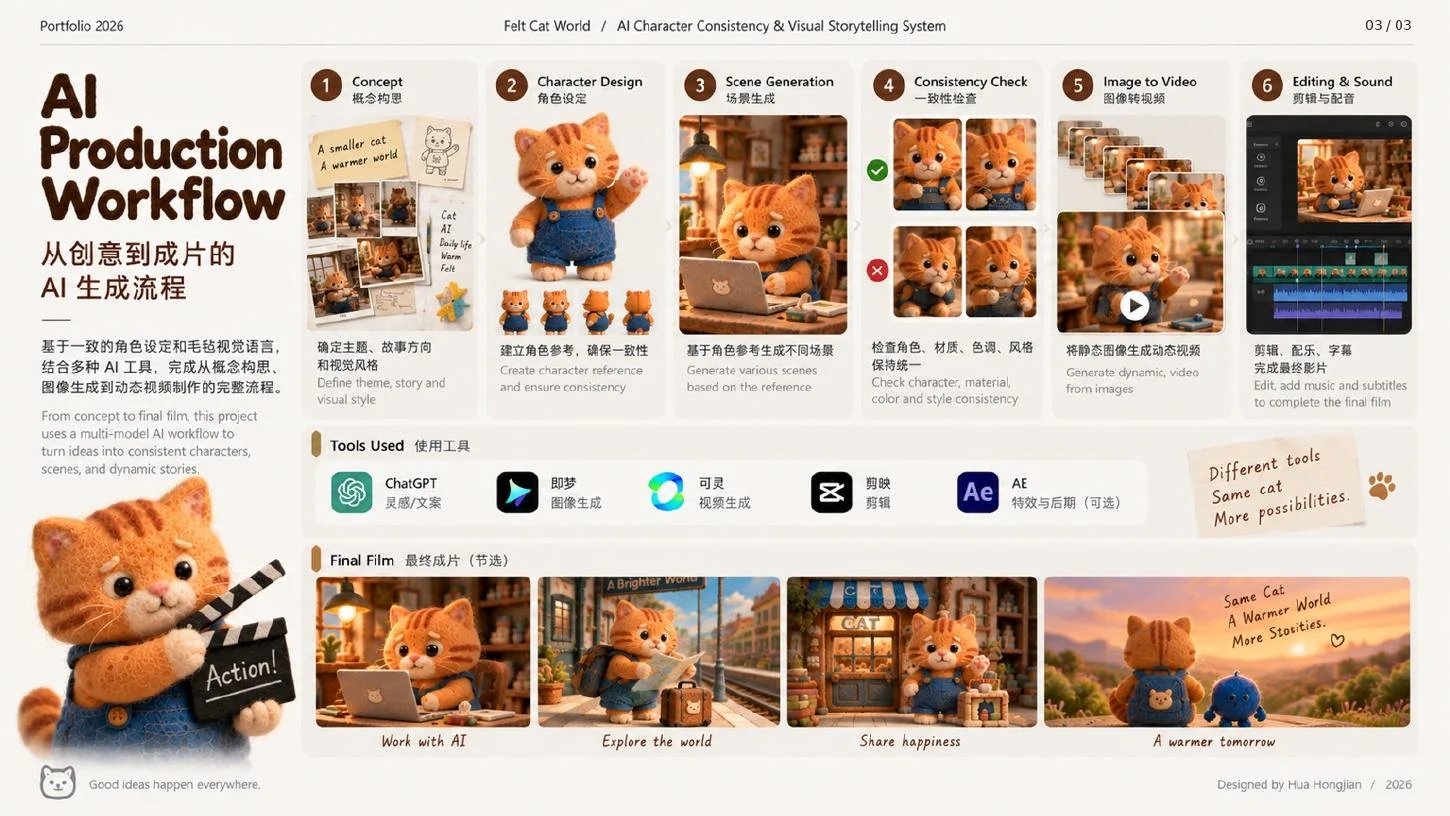 Portfolio 2026
Felt Cat World / AI Character Consistency & Visual Storytelling System
03 / 03
AI
Production
Workflow
从创意到成片的
AI 生成流程
基于一致的角色设定和毛毡视觉语言，
结合多种 AI 工具，完成从概念构思、
图像生成到动态视频制作的完整流程。
From concept to final film, this project
uses a multi-model AI workflow to
turn ideas into consistent characters,
scenes, and dynamic stories.
Action!
Good ideas happen everywhere.
1
Concept
概念构思
A smaller cat
A warmer world
Cat
AI
Daily life
Warm
Felt
确定主题、故事方向
和视觉风格
Define theme, story and
visual style
2
Character Design
角色设定
建立角色参考，确保一致性
Create character reference
and ensure consistency
3
Scene Generation
场景生成
基于角色参考生成不同场景
Generate various scenes
based on the reference
4
Consistency Check
一致性检查
检查角色、材质、色调、风格
保持统一
Check character, material,
color and style consistency
5
Image to Video
图像转视频
将静态图像生成动态视频
Generate dynamic, video
from images
6
Editing & Sound
剪辑与配音
剪辑、配乐、字幕
完成最终影片
Edit, add music and subtitles
to complete the final film
Tools Used 使用工具
ChatGPT
灵感/文案
即梦
图像生成
可灵
视频生成
剪映
剪辑
Ae
AE
特效与后期（可选）
Different tools
Same cat
More possibilities.
Final Film 最终成片（节选）
Work with AI
A Brighter World
Explore the world
CAT
Share happiness
Same Cat
A Warmer World
More Stosities.
A warmer tomorrow
Designed by Hua Hongjian / 2026